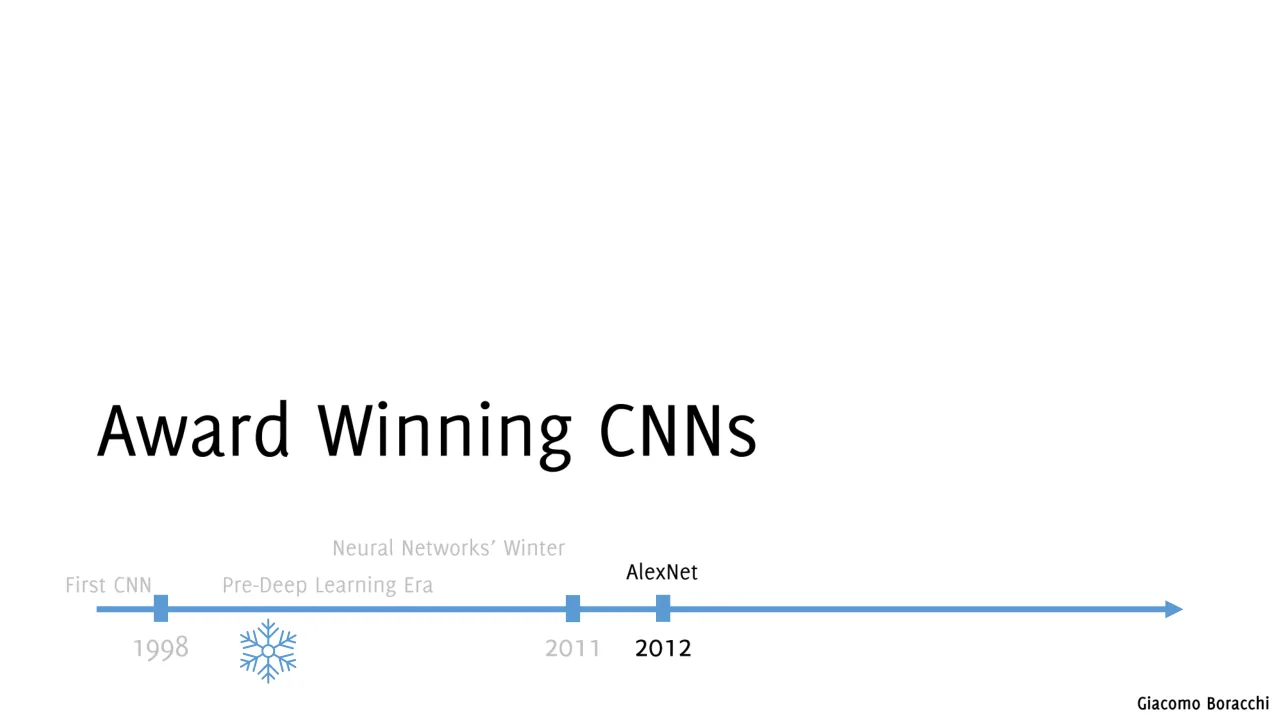 Award Winning CNNs
Neural Networks' Winter
First CNN
Pre-Deep Learning Era
AlexNet
1998
2011
2012
Giacomo Boracchi